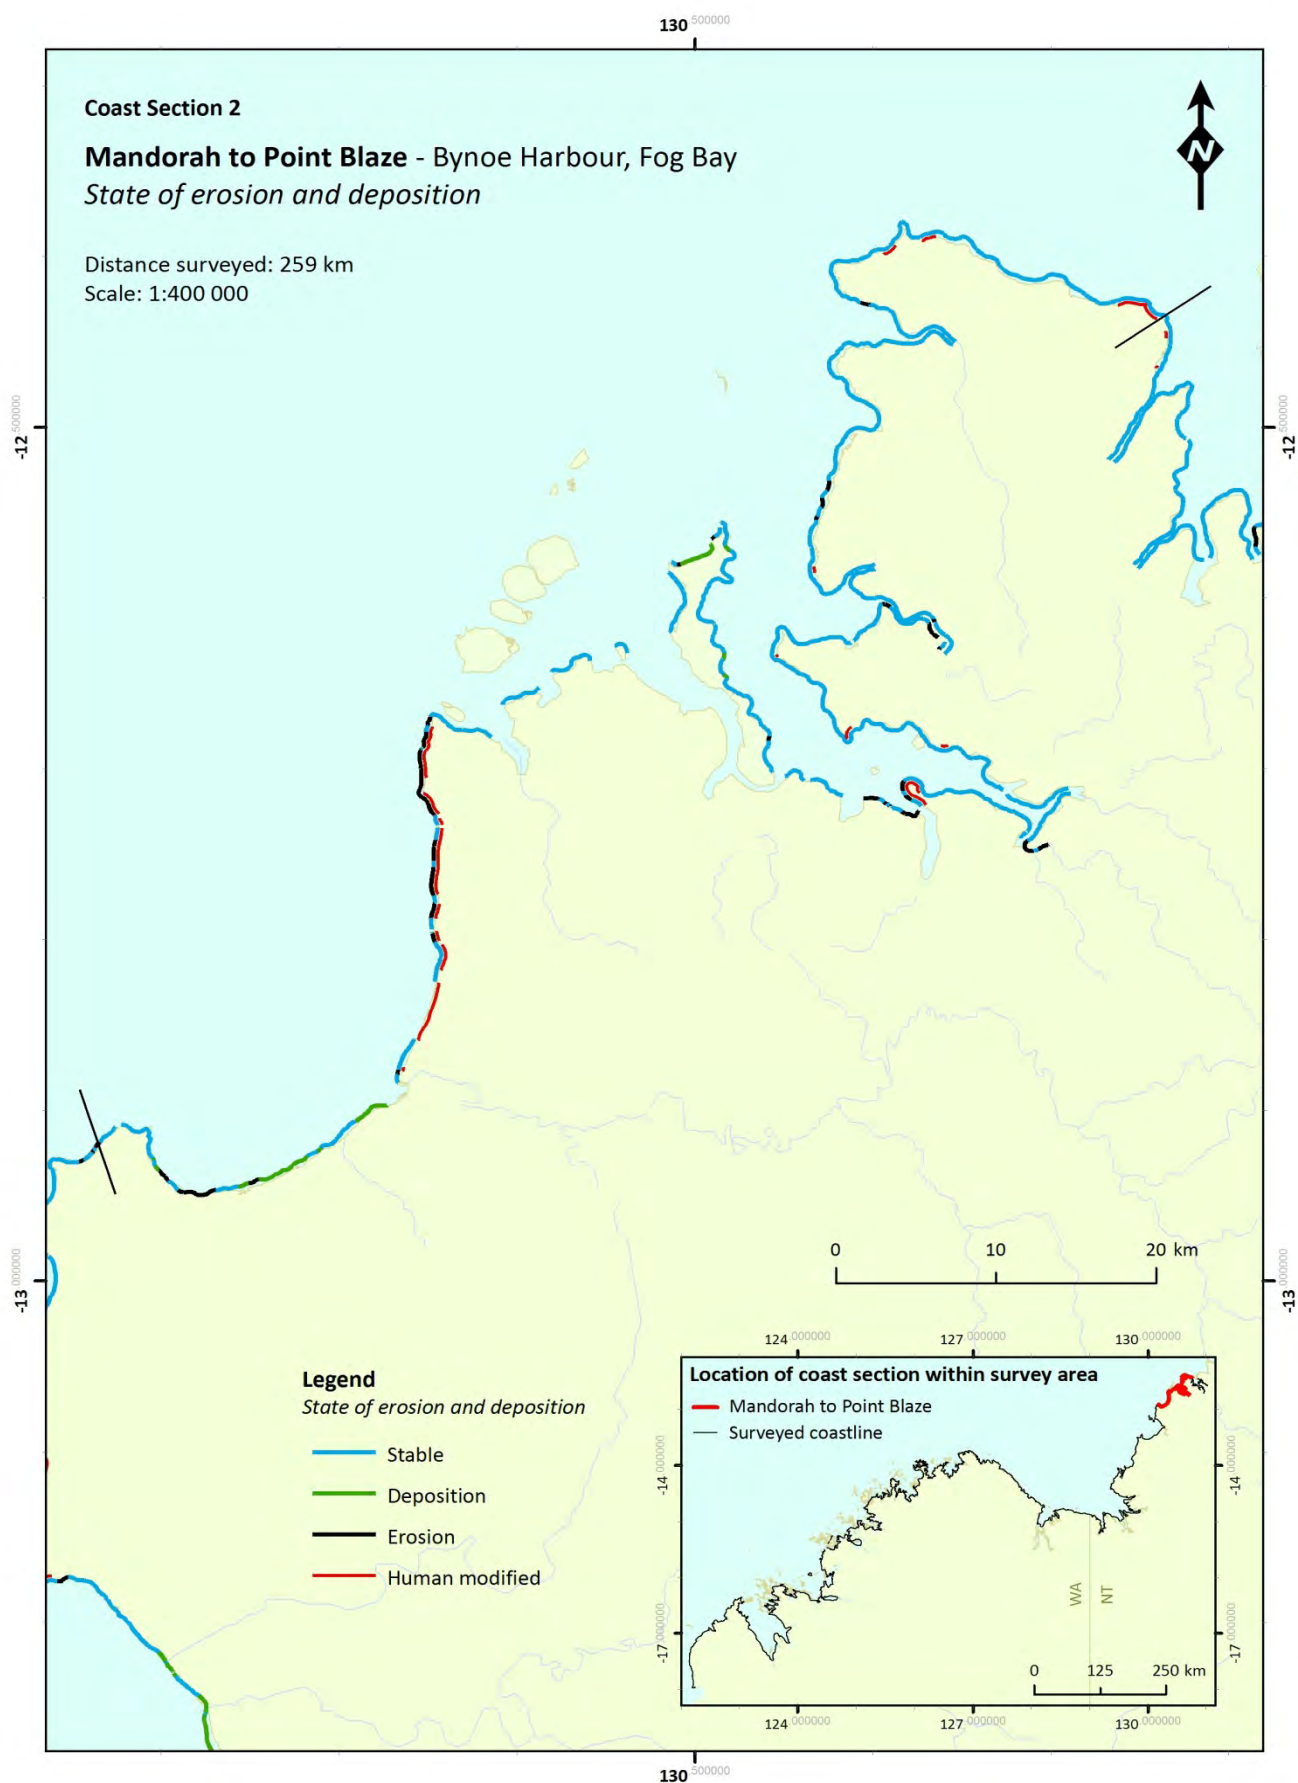 130.500000
Coast Section 2
Mandorah to Point Blaze - Bynoe Harbour, Fog Bay
State of erosion and deposition
Distance surveyed: 259 km
Scale: 1:400 000
N
-12.500000
-12.500000
-13.000000
-13.000000
0 10 20 km
Legend
State of erosion and deposition
Stable
Deposition
Erosion
Human modified
124.000000 127.000000 130.000000
Location of coast section within survey area
Mandorah to Point Blaze
Surveyed coastline
-14.000000
-14.000000
WA
NT
-17.000000
-17.000000
0 125 250 km
124.000000 127.000000 130.000000
130.500000